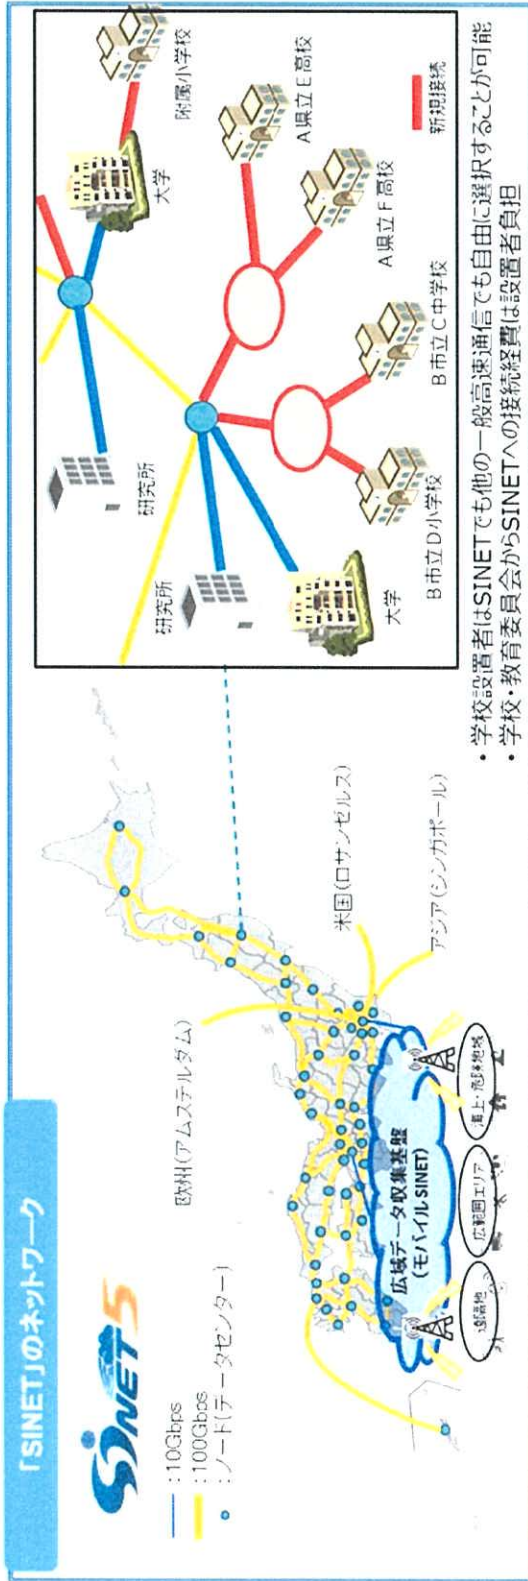 「SINET」のネットワーク
SINET5
：10Gbps
：100Gbps
：ノード(データセンター)
欧州(アムステルダム)
米国(ロサンゼルス)
アジア(シンガポール)
広域データ収集基盤
(モバイルSINET)
遠隔地
広範囲エリア
海上・危険地域
研究所
大学
附属小学校
研究所
大学
B市立D小学校
B市立C中学校
A県立F高校
A県立E高校
新規接続
・学校設置者はSINETでも他の一般高速通信でも自由に選択することが可能
・学校・教育委員会からSINETへの接続経費は設置者負担